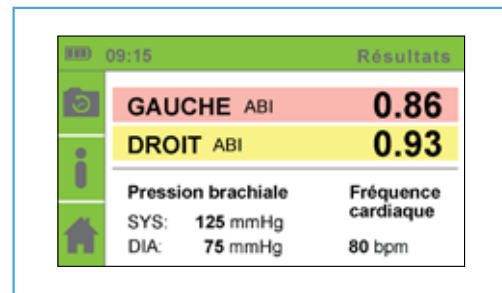 09:15 Résultats
GAUCHE ABI 0.86
DROIT ABI 0.93
Pression brachiale
SYS: 125 mmHg
DIA: 75 mmHg
Fréquence
cardiaque
80 bpm